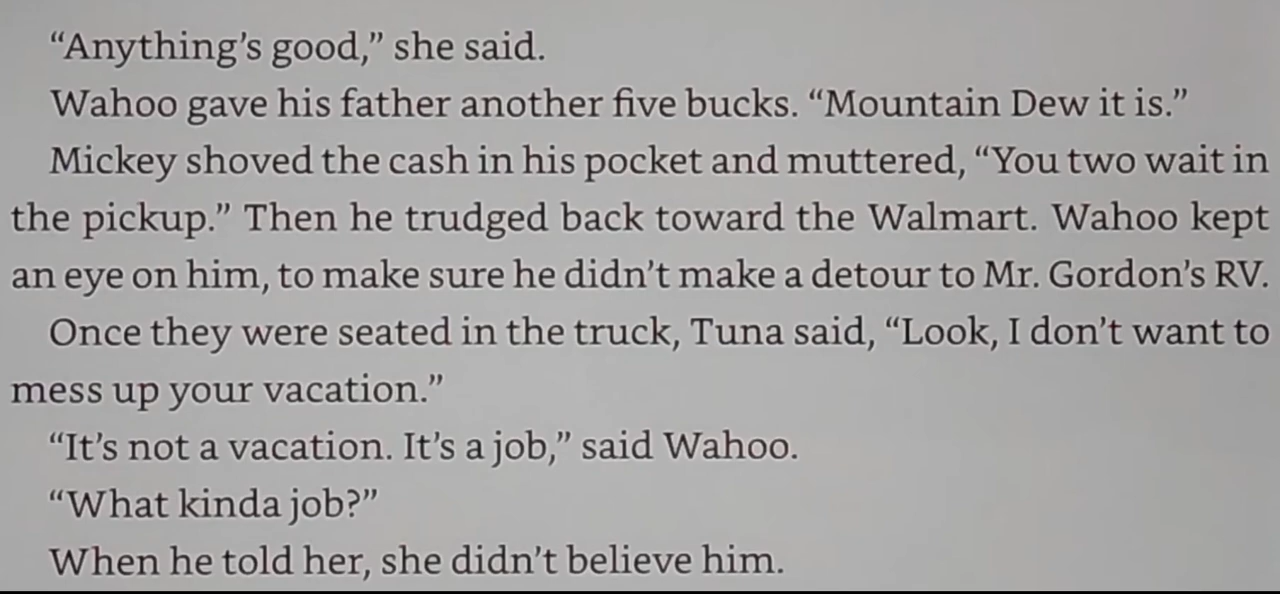 “Anything’s good,” she said.
Wahoo gave his father another five bucks. “Mountain Dew it is.”
Mickey shoved the cash in his pocket and muttered, “You two wait in
the pickup.” Then he trudged back toward the Walmart. Wahoo kept
an eye on him, to make sure he didn’t make a detour to Mr. Gordon’s RV.
Once they were seated in the truck, Tuna said, “Look, I don’t want to
mess up your vacation.”
“It’s not a vacation. It’s a job,” said Wahoo.
“What kinda job?”
When he told her, she didn’t believe him.